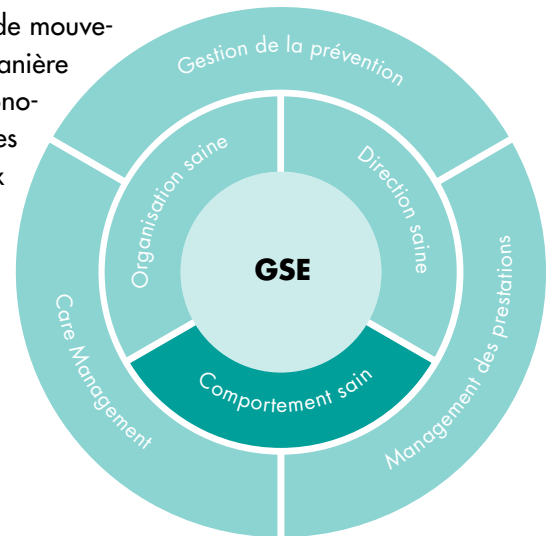 de mouve-
anière
ono-
es
x
Gestion de la prévention
Organisation saine
Direction saine
GSE
Comportement sain
Care Management
Management des prestations